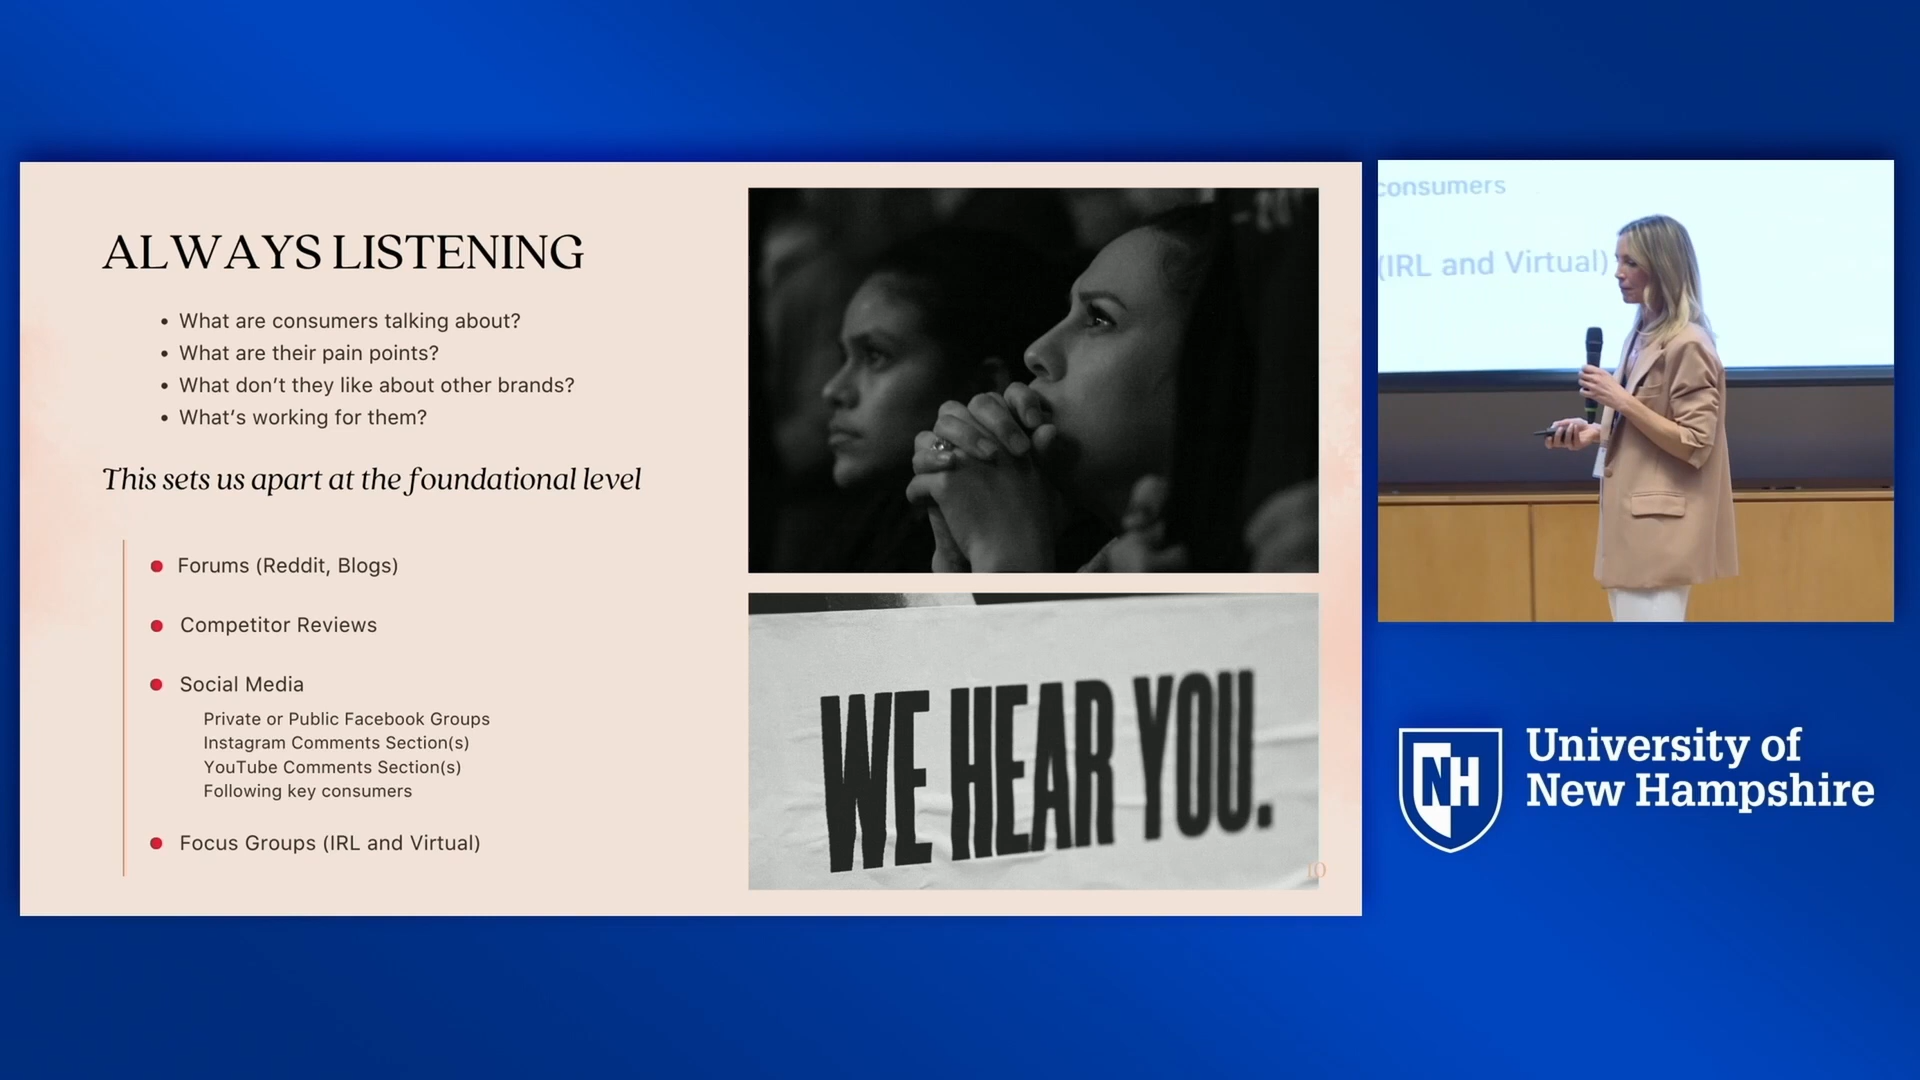 ALWAYS LISTENING
• What are consumers talking about?
• What are their pain points?
• What don't they like about other brands?
• What's working for them?
This sets us apart at the foundational level
• Forums (Reddit, Blogs)
• Competitor Reviews
• Social Media
Private or Public Facebook Groups
Instagram Comments Section(s)
YouTube Comments Section(s)
Following key consumers
• Focus Groups (IRL and Virtual)
WE HEAR YOU.
10
consumers
(IRL and Virtual)
NH
University of
New Hampshire